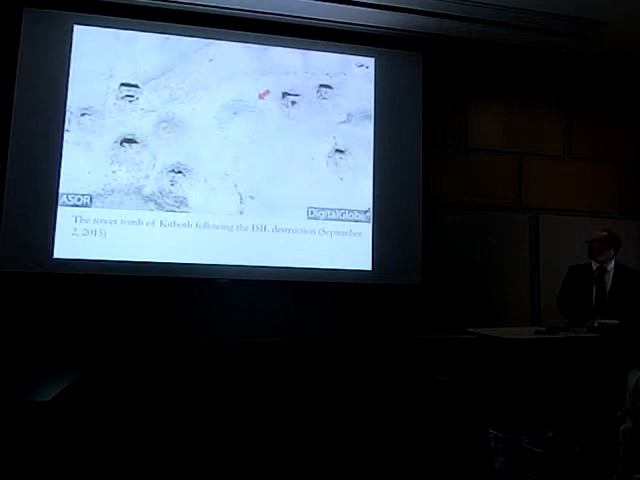 ASOR
DigitalGlobe
The tower tomb of Kithoth following the ISIL destruction (September
2, 2015)